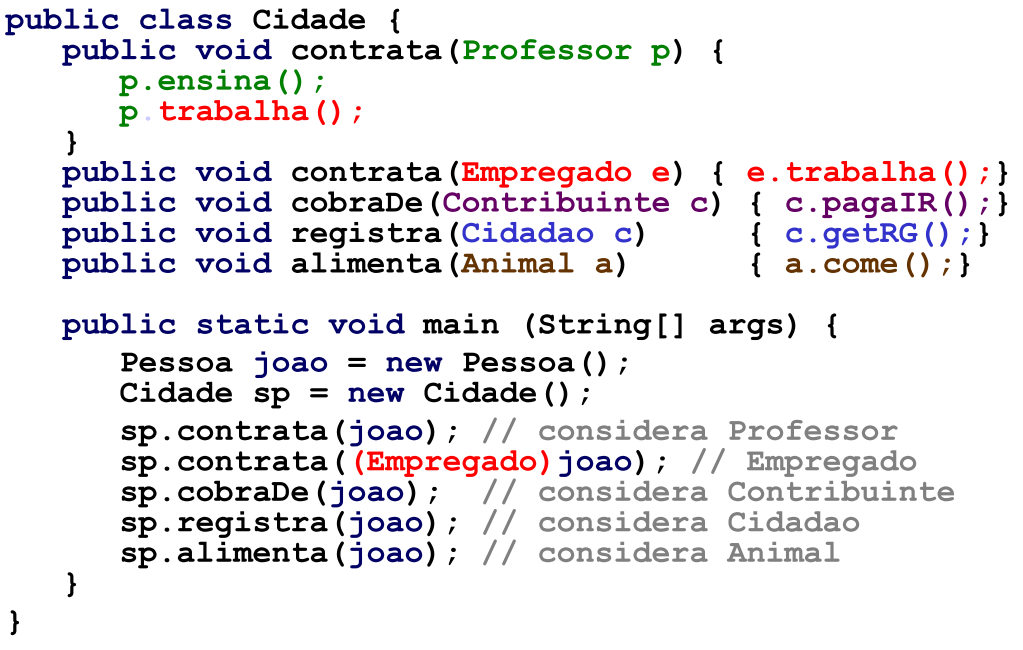 public class Cidade {
   public void contrata(Professor p) {
      p.ensina();
      p.trabalha();
   }
   public void contrata(Empregado e) { e.trabalha();}
   public void cobraDe(Contribuinte c) { c.pagaIR();}
   public void registra(Cidadao c)     { c.getRG();}
   public void alimenta(Animal a)      { a.come();}
   public static void main (String[] args) {
      Pessoa joao = new Pessoa();
      Cidade sp = new Cidade();
      sp.contrata(joao); // considera Professor
      sp.contrata((Empregado)joao); // Empregado
      sp.cobraDe(joao);  // considera Contribuinte
      sp.registra(joao); // considera Cidadao
      sp.alimenta(joao); // considera Animal
   }
}